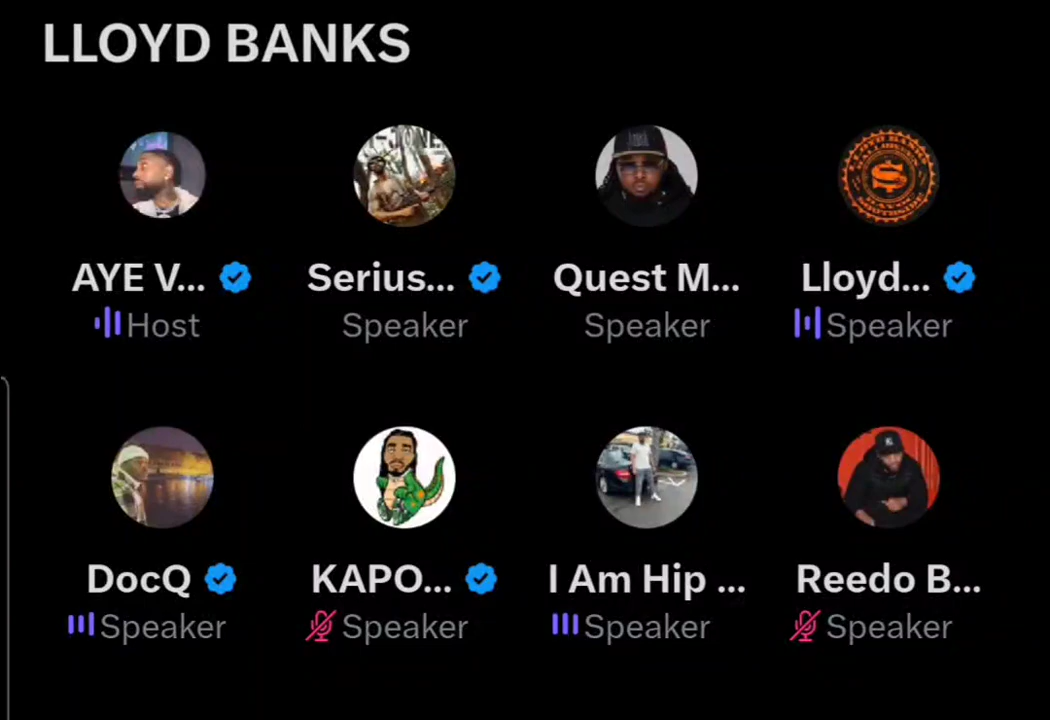 LLOYD BANKS
AYE V... Serius... Quest M... Lloyd...
Host Speaker Speaker Speaker
DocQ KAPO... I Am Hip ... Reedo B...
Speaker Speaker Speaker Speaker